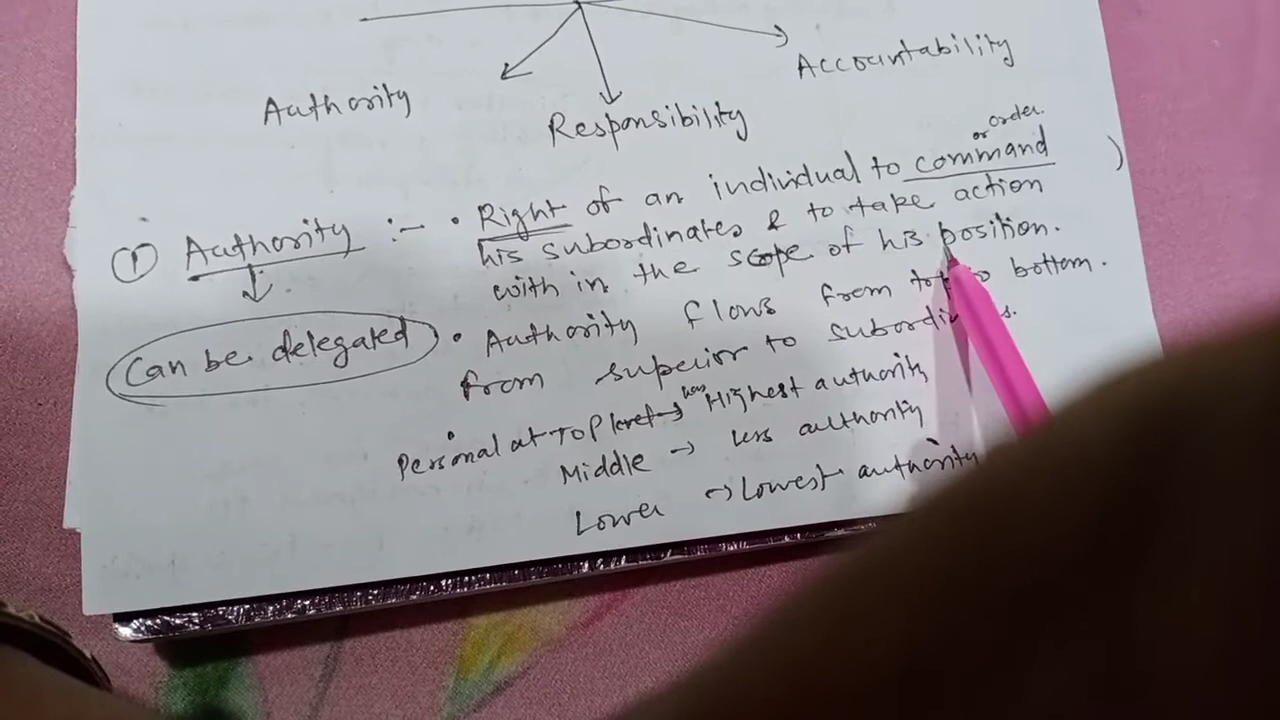 Accountability
Authority
Responsibility
or order.
① Authority :- • Right of an individual to command
his subordinates & to take action
with in the scope of his position.
Can be delegated
• Authority flows from to bottom.
from superior to
Personal at TOP level → has Highest authority
Middle → less authority
Lower → Lowest authority